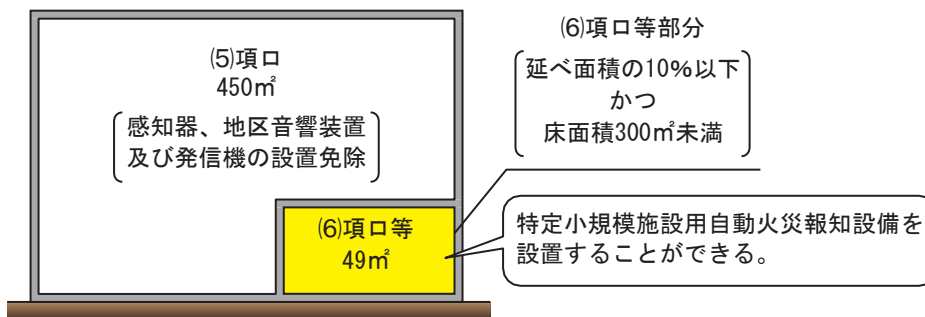 ⑸項ロ
450㎡
感知器、地区音響装置
及び発信機の設置免除
⑹項ロ等
49㎡
⑹項ロ等部分
延べ面積の10%以下
かつ
床面積300㎡未満
特定小規模施設用自動火災報知設備を
設置することができる。